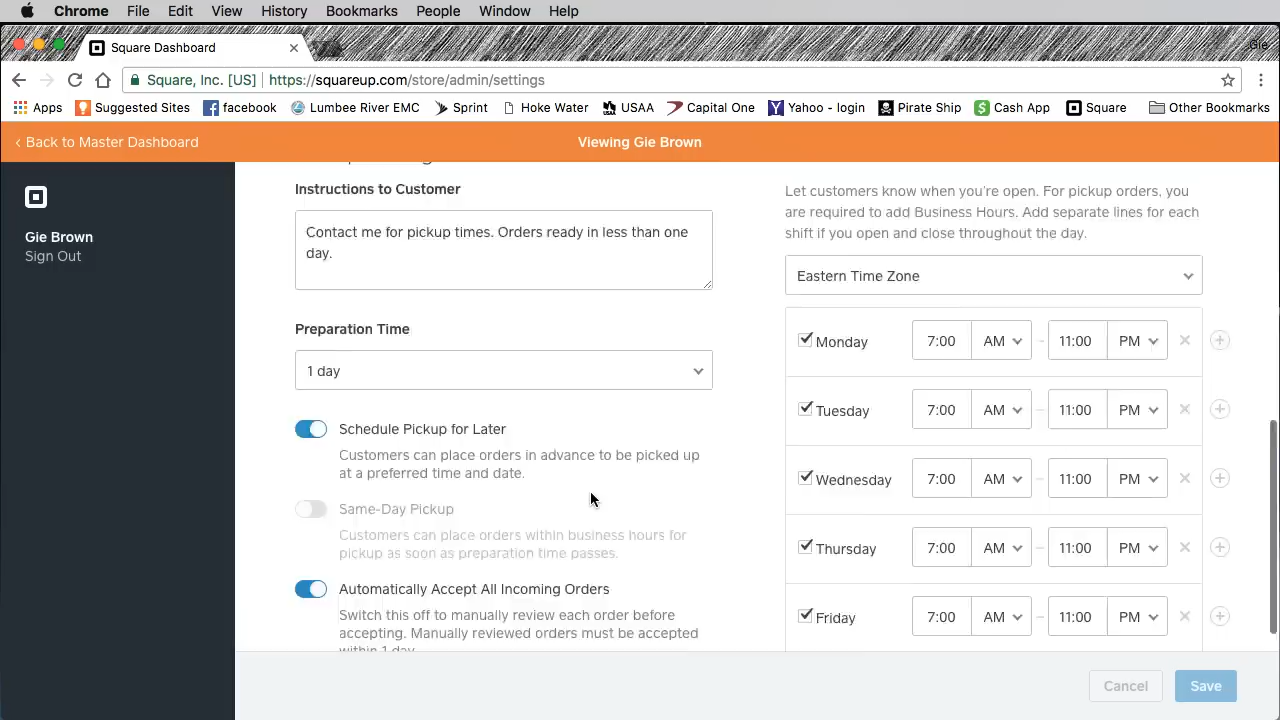 Chrome File Edit View History Bookmarks People Window Help
Square Dashboard
Gie
Square, Inc. [US] https://squareup.com/store/admin/settings
Apps Suggested Sites facebook Lumbee River EMC Sprint Hoke Water USAA Capital One Yahoo - login Pirate Ship Cash App Square Other Bookmarks
Back to Master Dashboard
Viewing Gie Brown
Gie Brown
Sign Out
Instructions to Customer
Contact me for pickup times. Orders ready in less than one
day.
Preparation Time
1 day
Schedule Pickup for Later
Customers can place orders in advance to be picked up
at a preferred time and date.
Same-Day Pickup
Customers can place orders within business hours for
pickup as soon as preparation time passes.
Automatically Accept All Incoming Orders
Switch this off to manually review each order before
accepting. Manually reviewed orders must be accepted
within 1 day
Let customers know when you're open. For pickup orders, you
are required to add Business Hours. Add separate lines for each
shift if you open and close throughout the day.
Eastern Time Zone
Monday 7:00 AM – 11:00 PM
Tuesday 7:00 AM – 11:00 PM
Wednesday 7:00 AM – 11:00 PM
Thursday 7:00 AM – 11:00 PM
Friday 7:00 AM – 11:00 PM
Cancel Save